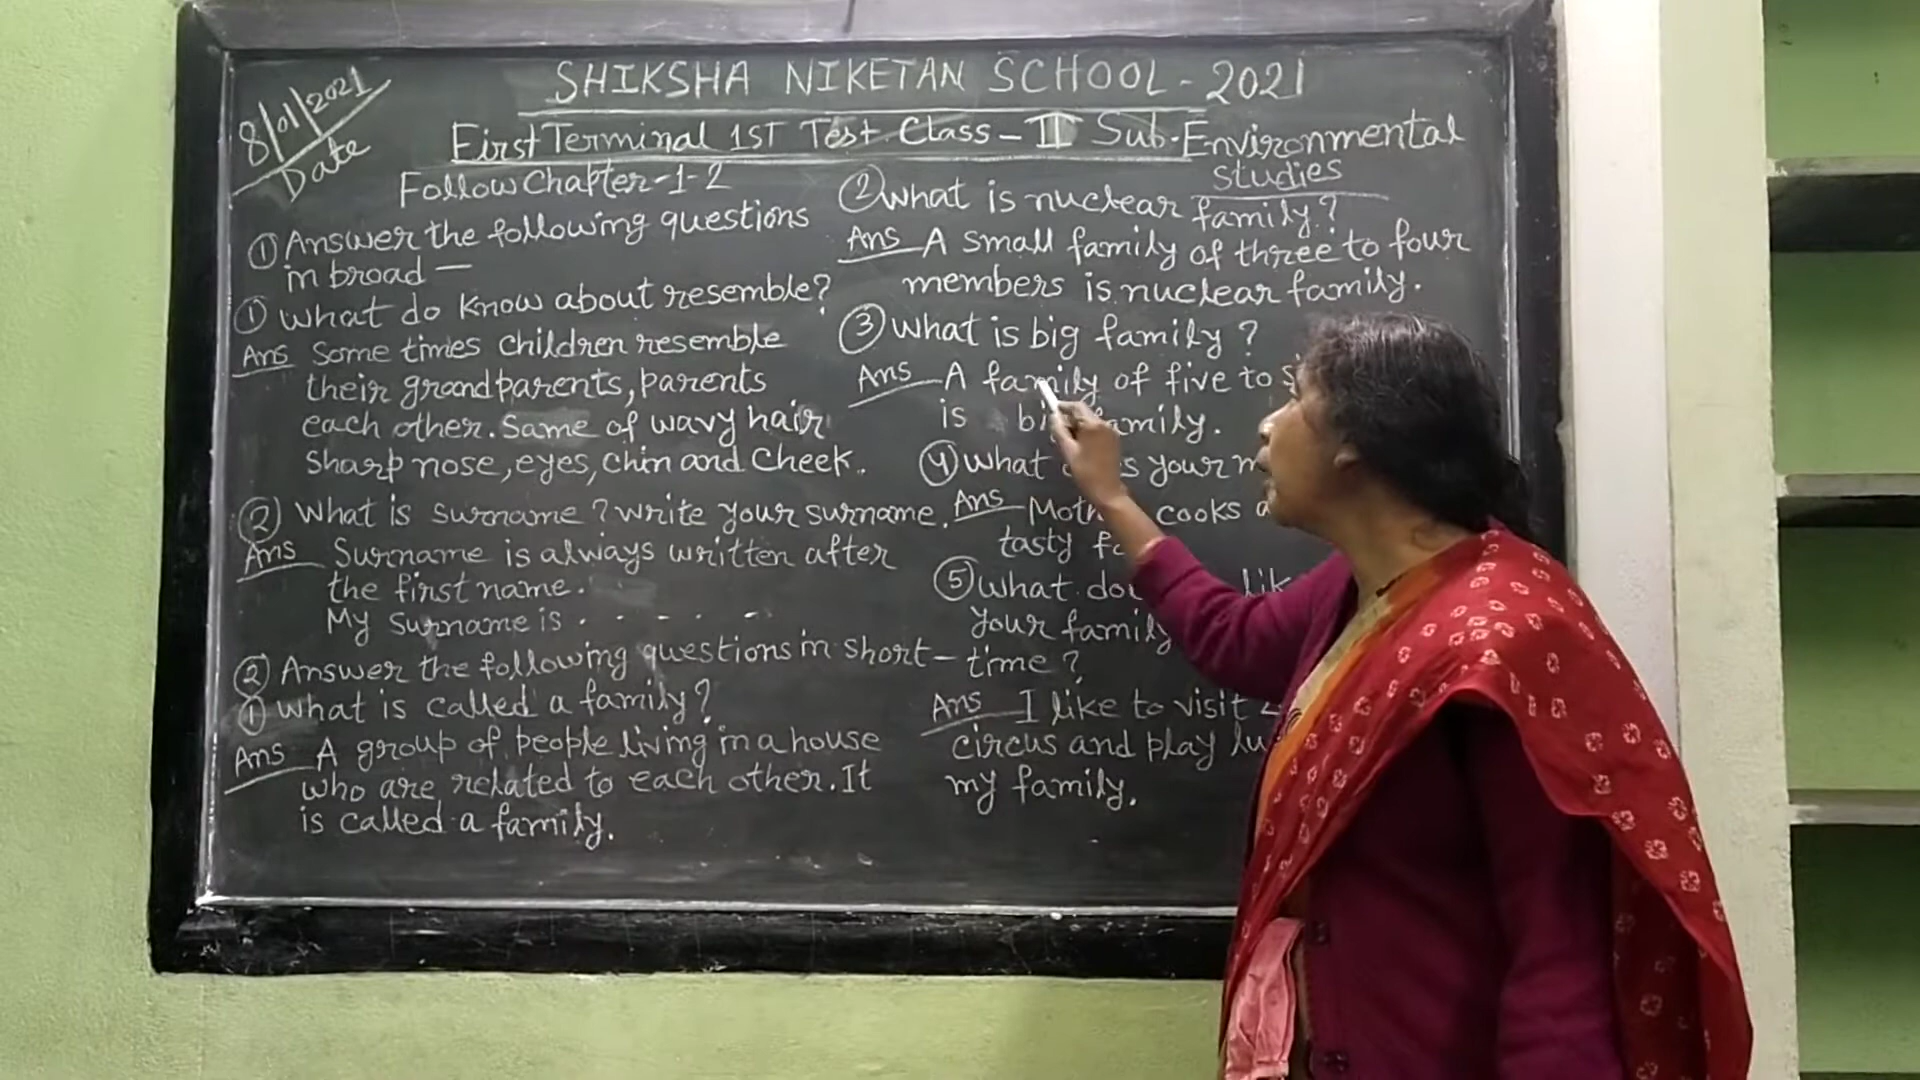 SHIKSHA NIKETAN SCHOOL - 2021
8/01/2021
Date
First Terminal 1ST Test Class - II Sub. Environmental
Studies
Follow Chapter-1-2
① Answer the following questions
in broad —
① What do know about resemble?
Ans Some times children resemble
their grandparents, parents
each other. Same of wavy hair
sharp nose, eyes, chin and cheek.
② What is surname? write your surname.
Ans Surname is always written after
the first name.
My surname is . . . - . -
② Answer the following questions in short -
① What is called a family?
Ans A group of people living in a house
who are related to each other. It
is called a family.
② What is nuclear family?
Ans A small family of three to four
members is nuclear family.
③ What is big family?
Ans A family of five to
is family.
④ What your
Ans cooks
tasty
⑤ What
your family
time?
Ans I like to visit
circus and play
my family.